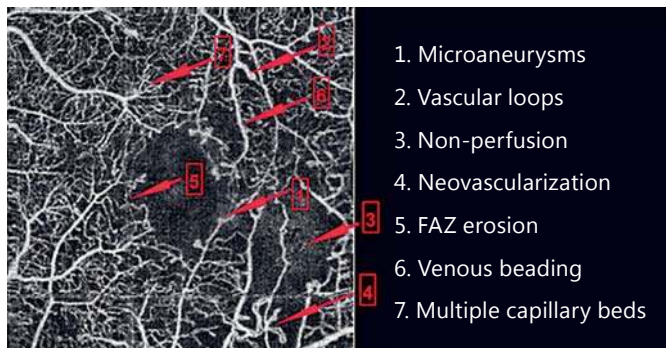 7
6
5
1
3
4
1. Microaneurysms
2. Vascular loops
3. Non-perfusion
4. Neovascularization
5. FAZ erosion
6. Venous beading
7. Multiple capillary beds